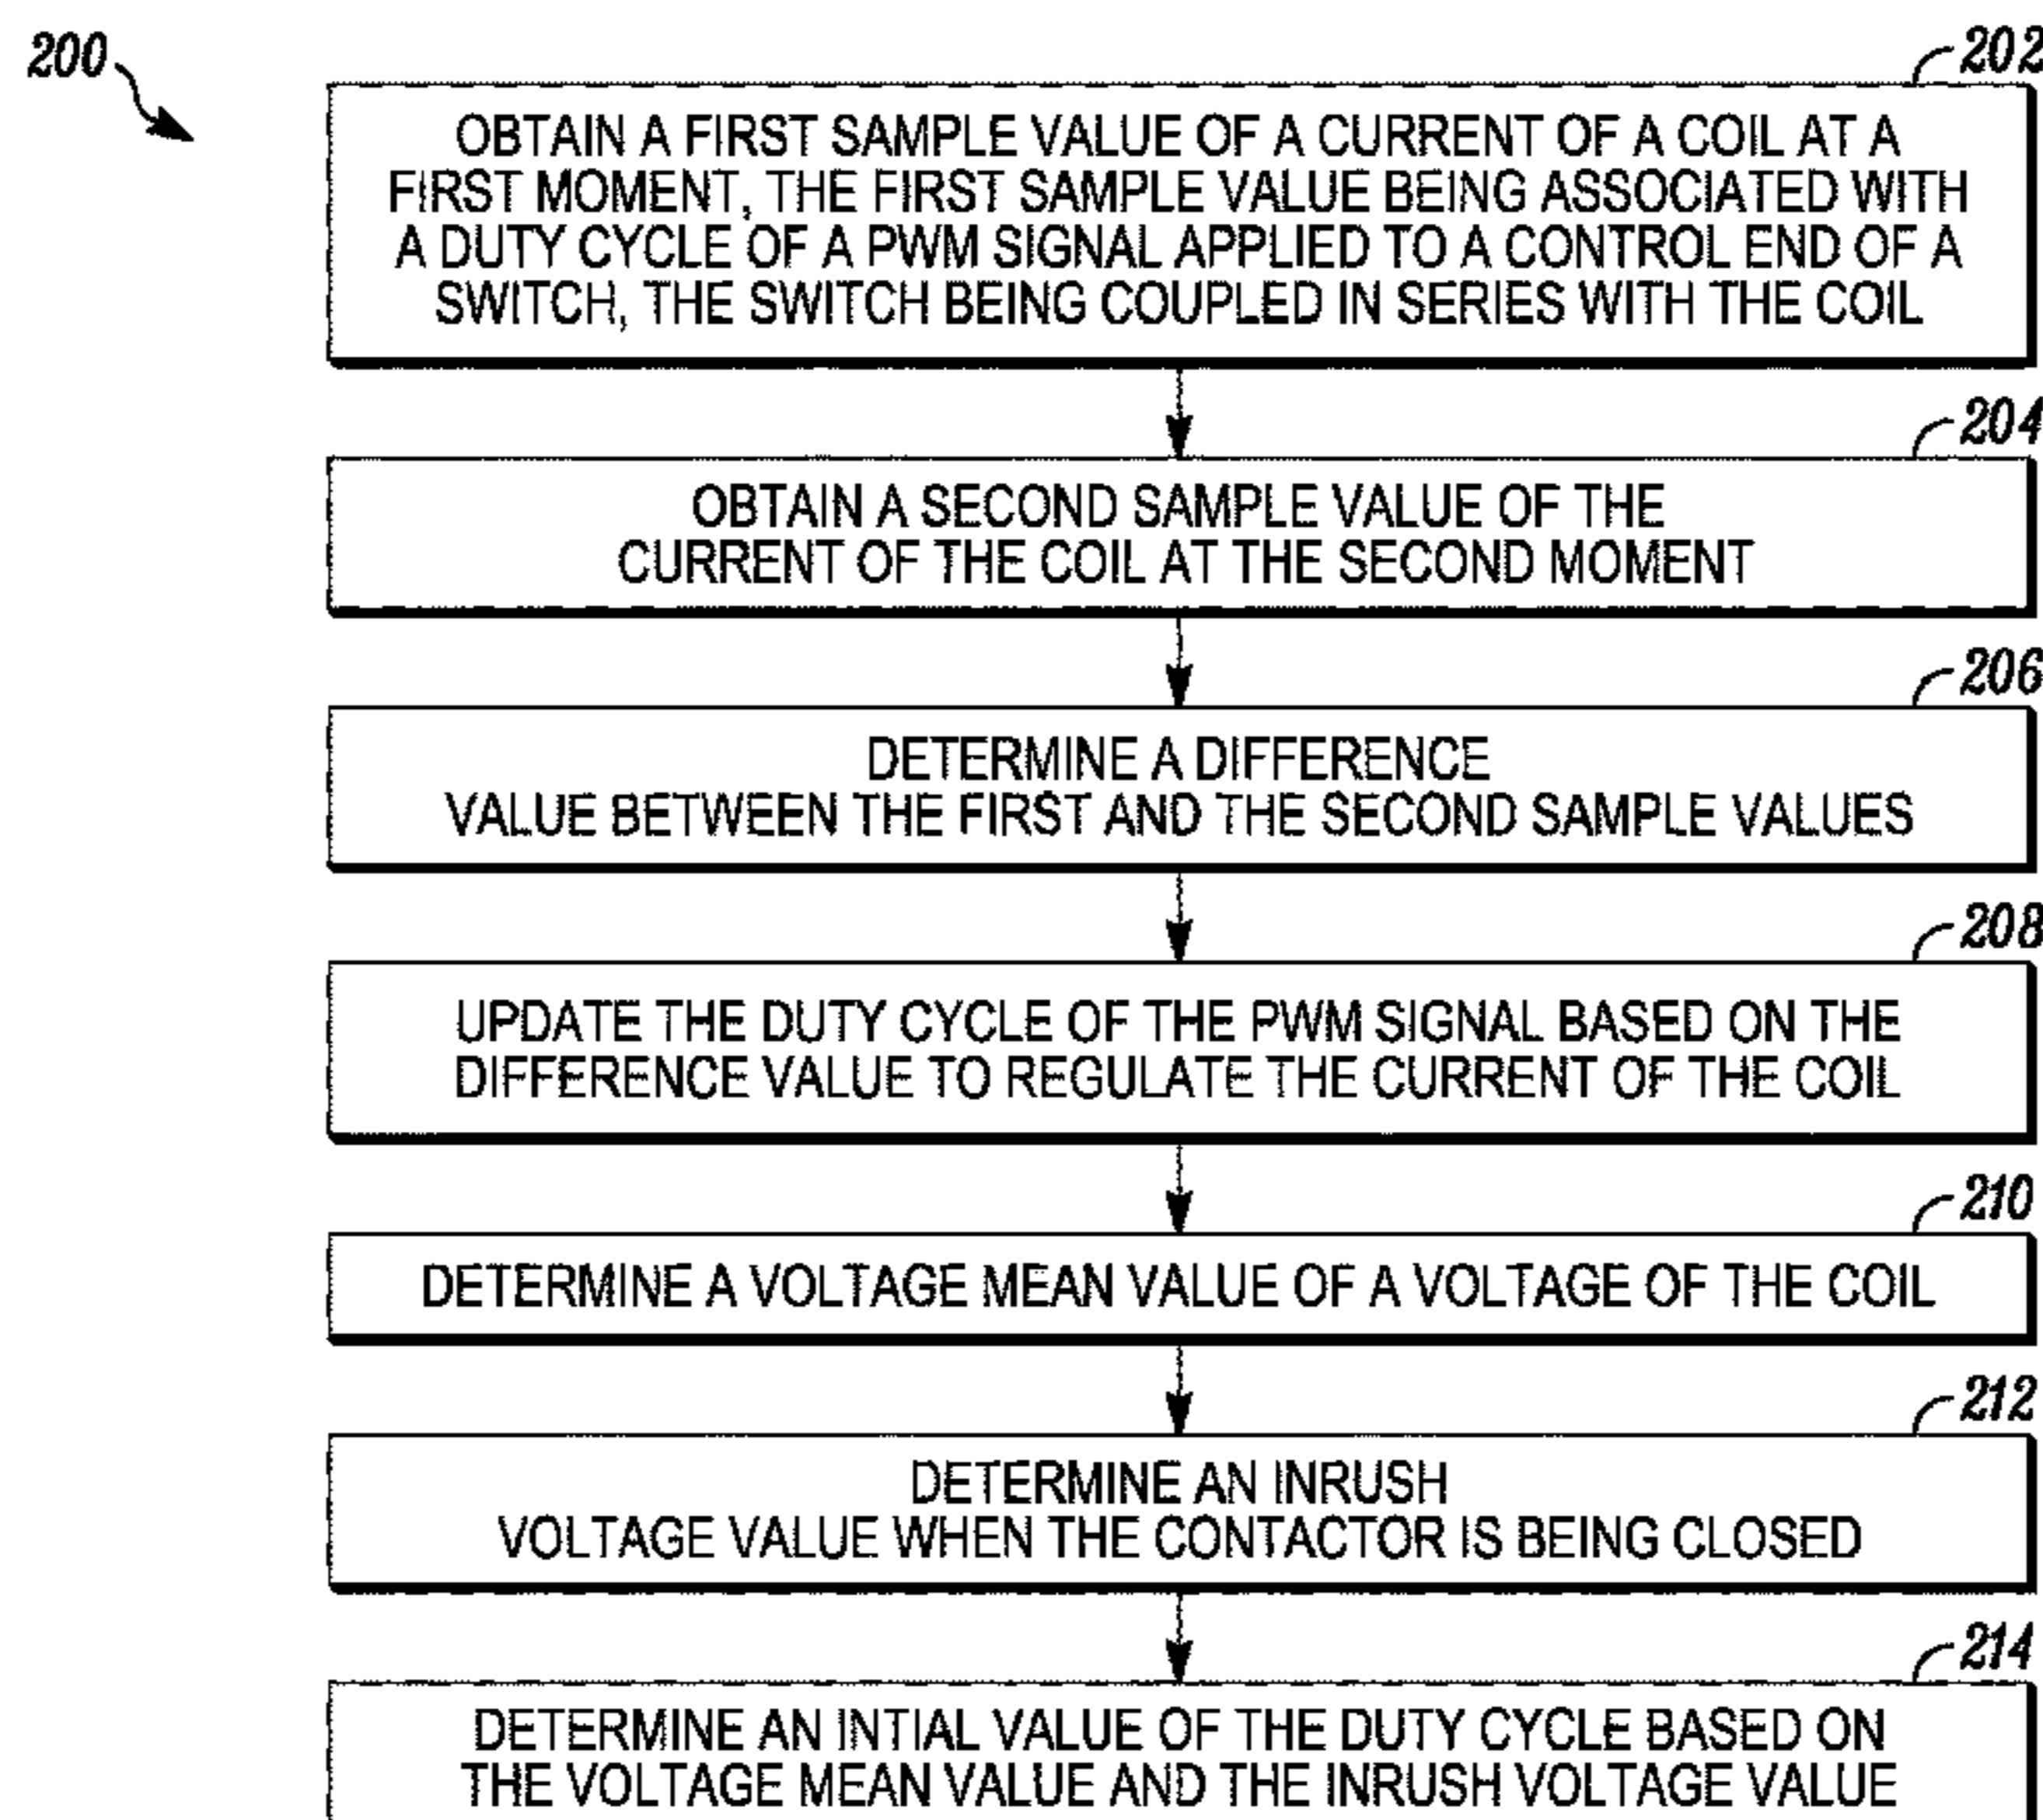 200
202
OBTAIN A FIRST SAMPLE VALUE OF A CURRENT OF A COIL AT A
FIRST MOMENT, THE FIRST SAMPLE VALUE BEING ASSOCIATED WITH
A DUTY CYCLE OF A PWM SIGNAL APPLIED TO A CONTROL END OF A
SWITCH, THE SWITCH BEING COUPLED IN SERIES WITH THE COIL
204
OBTAIN A SECOND SAMPLE VALUE OF THE
CURRENT OF THE COIL AT THE SECOND MOMENT
206
DETERMINE A DIFFERENCE
VALUE BETWEEN THE FIRST AND THE SECOND SAMPLE VALUES
208
UPDATE THE DUTY CYCLE OF THE PWM SIGNAL BASED ON THE
DIFFERENCE VALUE TO REGULATE THE CURRENT OF THE COIL
210
DETERMINE A VOLTAGE MEAN VALUE OF A VOLTAGE OF THE COIL
212
DETERMINE AN INRUSH
VOLTAGE VALUE WHEN THE CONTACTOR IS BEING CLOSED
214
DETERMINE AN INTIAL VALUE OF THE DUTY CYCLE BASED ON
THE VOLTAGE MEAN VALUE AND THE INRUSH VOLTAGE VALUE